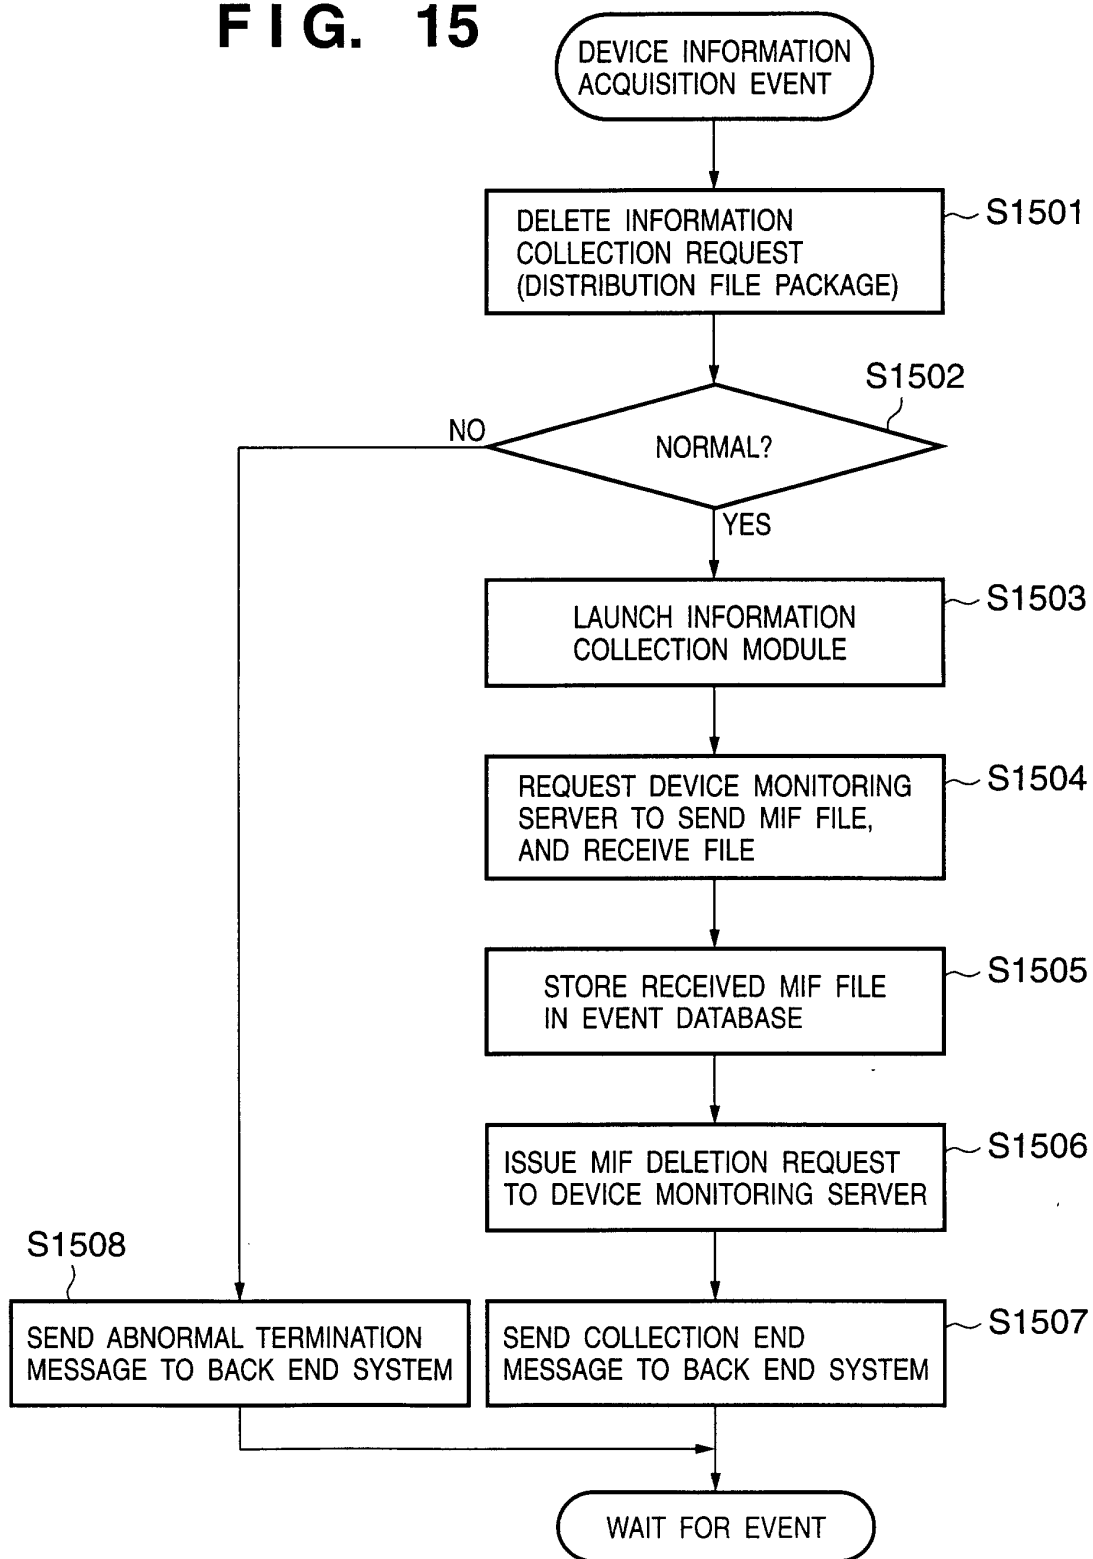 FIG. 15
DEVICE INFORMATION
ACQUISITION EVENT
DELETE INFORMATION
COLLECTION REQUEST
(DISTRIBUTION FILE PACKAGE)
S1501
S1502
NORMAL?
NO
YES
LAUNCH INFORMATION
COLLECTION MODULE
S1503
REQUEST DEVICE MONITORING
SERVER TO SEND MIF FILE,
AND RECEIVE FILE
S1504
STORE RECEIVED MIF FILE
IN EVENT DATABASE
S1505
ISSUE MIF DELETION REQUEST
TO DEVICE MONITORING SERVER
S1506
S1508
SEND ABNORMAL TERMINATION
MESSAGE TO BACK END SYSTEM
SEND COLLECTION END
MESSAGE TO BACK END SYSTEM
S1507
WAIT FOR EVENT